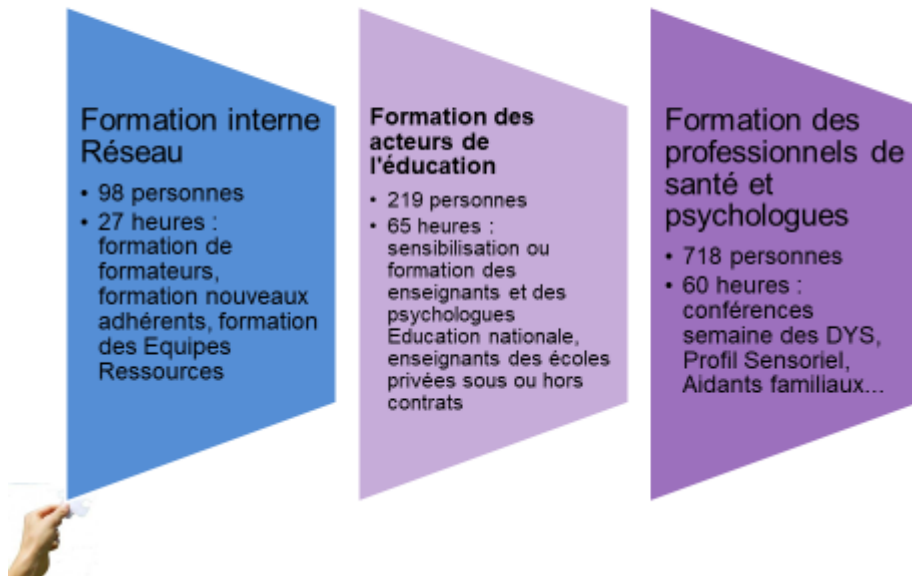 Formation interne
Réseau
• 98 personnes
• 27 heures :
formation de
formateurs,
formation nouveaux
adhérents, formation
des Equipes
Ressources
Formation des
acteurs de
l'éducation
• 219 personnes
• 65 heures :
sensibilisation ou
formation des
enseignants et des
psychologues
Education nationale,
enseignants des écoles
privées sous ou hors
contrats
Formation des
professionnels de
santé et
psychologues
• 718 personnes
• 60 heures :
conférences
semaine des DYS,
Profil Sensoriel,
Aidants familiaux...